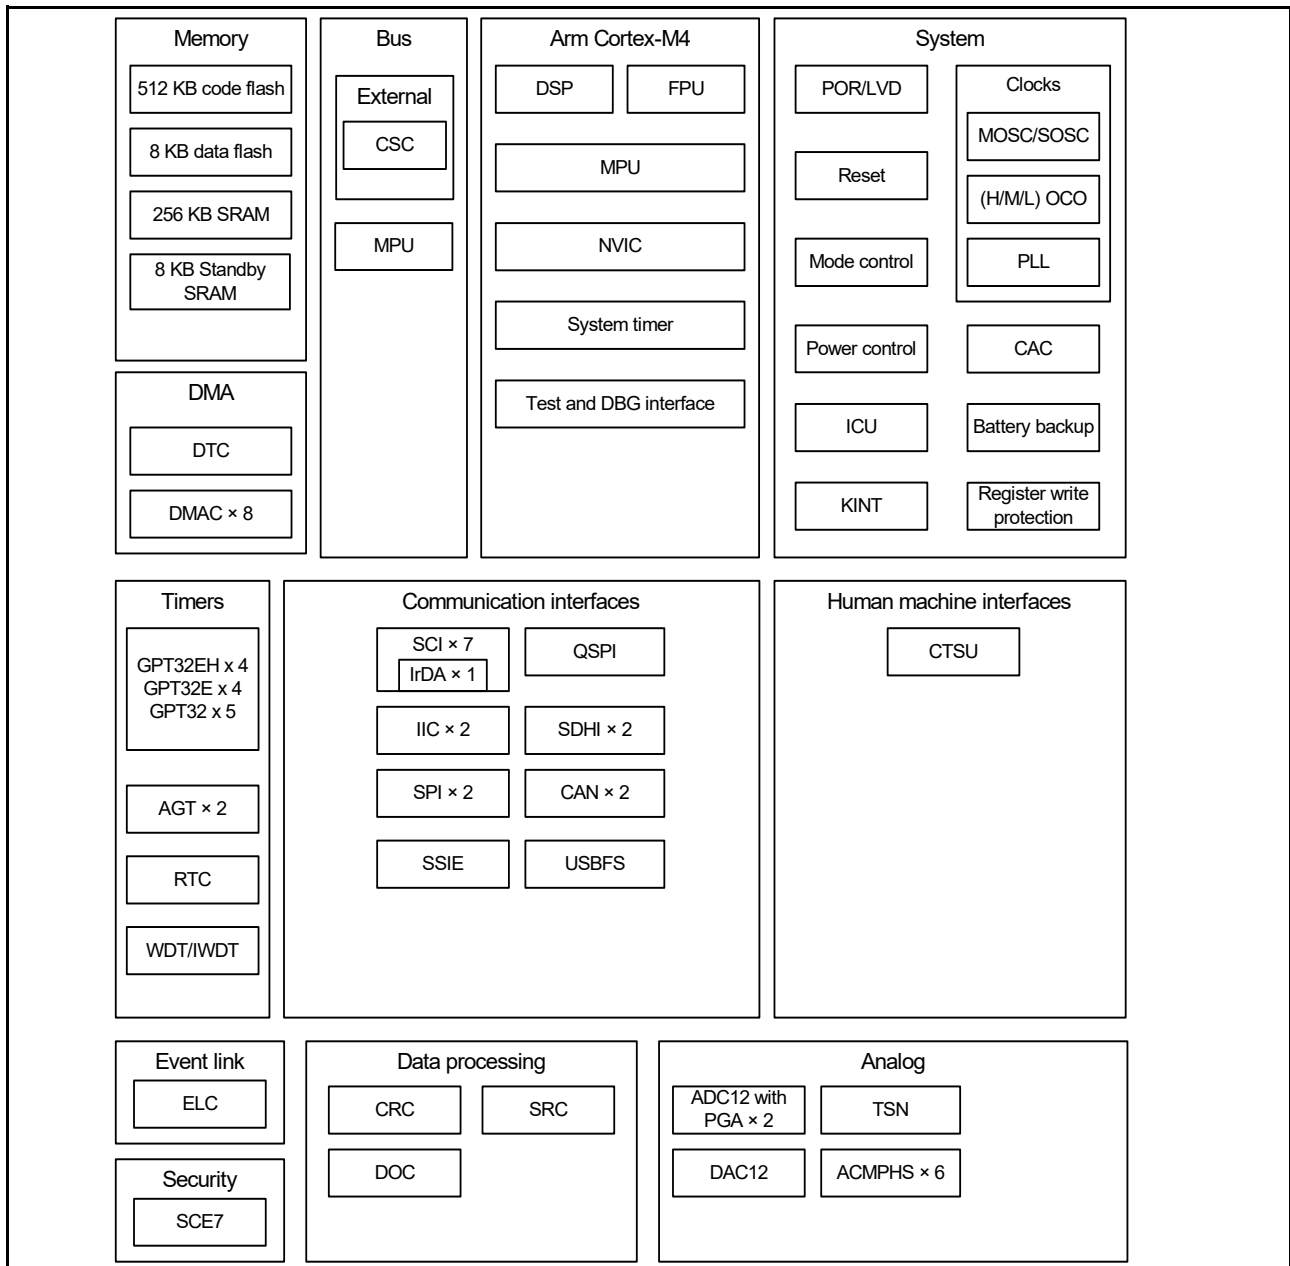 Memory
512 KB code flash
8 KB data flash
256 KB SRAM
8 KB Standby
SRAM
DMA
DTC
DMAC × 8
Bus
External
CSC
MPU
Arm Cortex-M4
DSP
FPU
MPU
NVIC
System timer
Test and DBG interface
System
POR/LVD
Reset
Mode control
Power control
ICU
KINT
Clocks
MOSC/SOSC
(H/M/L) OCO
PLL
CAC
Battery backup
Register write
protection
Timers
GPT32EH x 4
GPT32E x 4
GPT32 x 5
AGT × 2
RTC
WDT/IWDT
Communication interfaces
SCI × 7
IrDA × 1
QSPI
IIC × 2
SDHI × 2
SPI × 2
CAN × 2
SSIE
USBFS
Human machine interfaces
CTSU
Event link
ELC
Security
SCE7
Data processing
CRC
SRC
DOC
Analog
ADC12 with
PGA × 2
TSN
DAC12
ACMPHS × 6